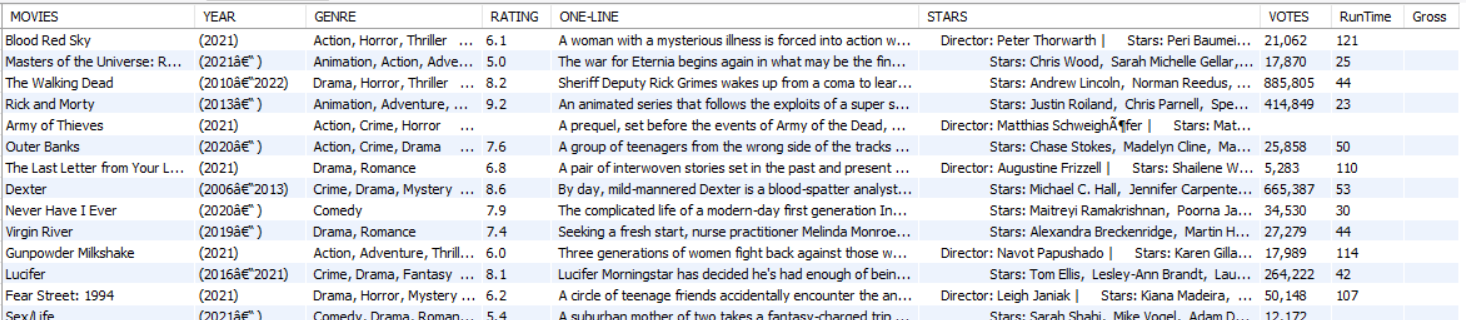 MOVIES YEAR GENRE RATING ONE-LINE STARS VOTES RunTime Gross
Blood Red Sky (2021) Action, Horror, Thriller ... 6.1 A woman with a mysterious illness is forced into action w... Director: Peter Thorwarth | Stars: Peri Baumei... 21,062 121
Masters of the Universe: R... (2021â€“ ) Animation, Action, Adve... 5.0 The war for Eternia begins again in what may be the fin... Stars: Chris Wood, Sarah Michelle Gellar,... 17,870 25
The Walking Dead (2010â€“2022) Drama, Horror, Thriller ... 8.2 Sheriff Deputy Rick Grimes wakes up from a coma to lear... Stars: Andrew Lincoln, Norman Reedus, ... 885,805 44
Rick and Morty (2013â€“ ) Animation, Adventure, ... 9.2 An animated series that follows the exploits of a super s... Stars: Justin Roiland, Chris Parnell, Spe... 414,849 23
Army of Thieves (2021) Action, Crime, Horror ... A prequel, set before the events of Army of the Dead, ... Director: Matthias SchweighÃ¶fer | Stars: Mat...
Outer Banks (2020â€“ ) Action, Crime, Drama ... 7.6 A group of teenagers from the wrong side of the tracks ... Stars: Chase Stokes, Madelyn Cline, Ma... 25,858 50
The Last Letter from Your L... (2021) Drama, Romance 6.8 A pair of interwoven stories set in the past and present ... Director: Augustine Frizzell | Stars: Shailene W... 5,283 110
Dexter (2006â€“2013) Crime, Drama, Mystery ... 8.6 By day, mild-mannered Dexter is a blood-spatter analyst... Stars: Michael C. Hall, Jennifer Carpente... 665,387 53
Never Have I Ever (2020â€“ ) Comedy 7.9 The complicated life of a modern-day first generation In... Stars: Maitreyi Ramakrishnan, Poorna Ja... 34,530 30
Virgin River (2019â€“ ) Drama, Romance 7.4 Seeking a fresh start, nurse practitioner Melinda Monroe... Stars: Alexandra Breckenridge, Martin H... 27,279 44
Gunpowder Milkshake (2021) Action, Adventure, Thrill... 6.0 Three generations of women fight back against those w... Director: Navot Papushado | Stars: Karen Gilla... 17,989 114
Lucifer (2016â€“2021) Crime, Drama, Fantasy ... 8.1 Lucifer Morningstar has decided he's had enough of bein... Stars: Tom Ellis, Lesley-Ann Brandt, Lau... 264,222 42
Fear Street: 1994 (2021) Drama, Horror, Mystery ... 6.2 A circle of teenage friends accidentally encounter the an... Director: Leigh Janiak | Stars: Kiana Madeira, ... 50,148 107
Sex/Life (2021â€“ ) Comedy, Drama, Roman... 5.4 A suburban mother of two takes a fantasy-charged trip ... Stars: Sarah Shahi, Mike Vogel, Adam D... 12,172